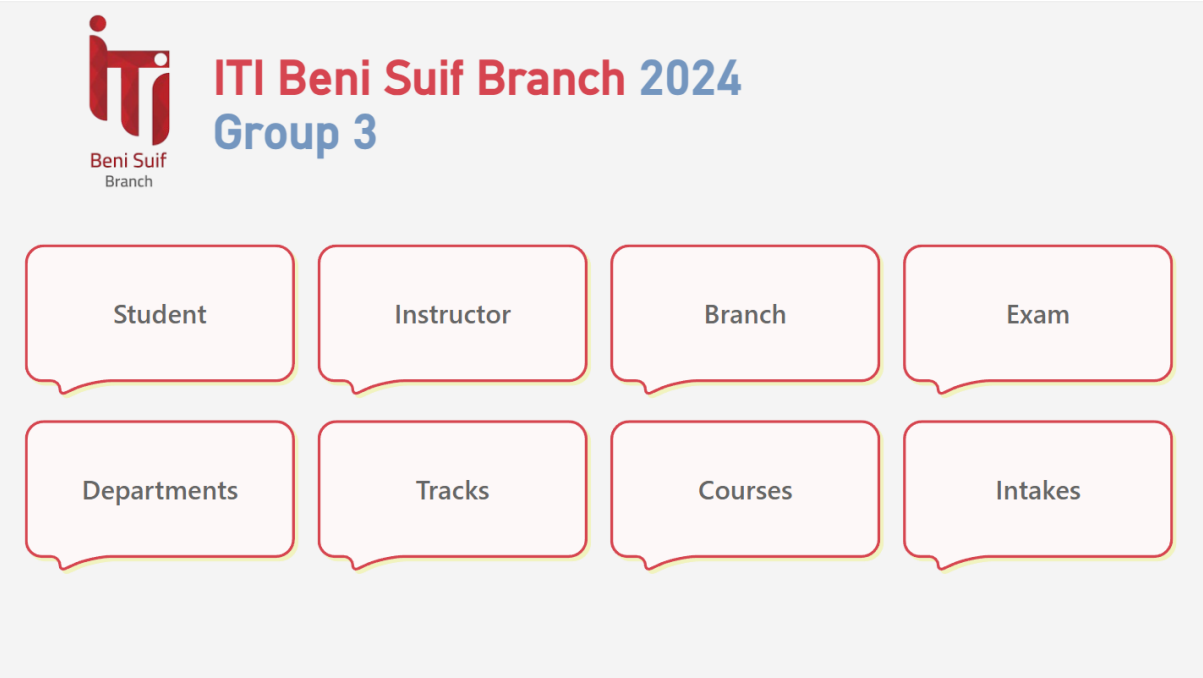 ITI
Beni Suif
Branch
ITI Beni Suif Branch 2024
Group 3
Student
Instructor
Branch
Exam
Departments
Tracks
Courses
Intakes